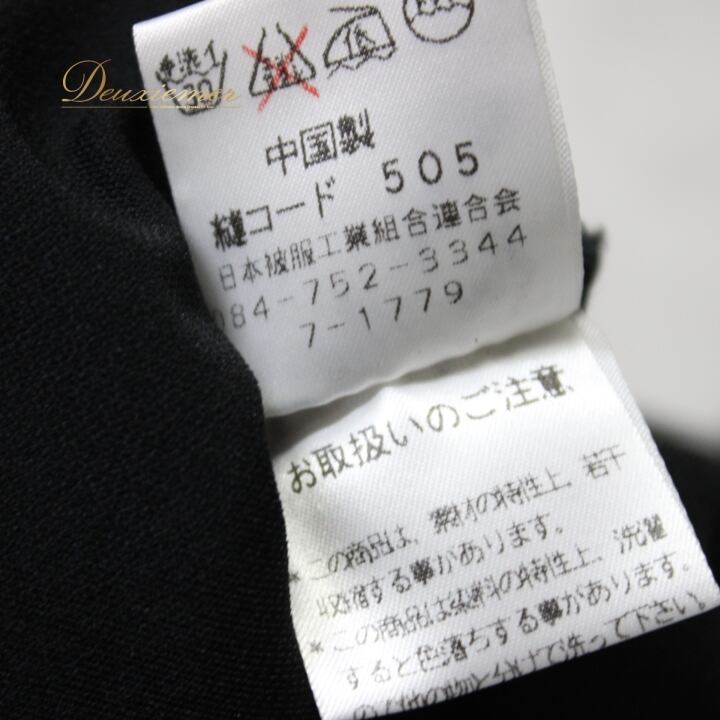 Deuxiemer
中国製
縫コード 505
日本被服工業組合連合会
084-752-3344
7-1779
お取扱いのご注意
*この商品は、素材の特性上、若干
収縮する事があります。
*この商品は染料の特性上、洗濯
すると色落ちする事がありますので